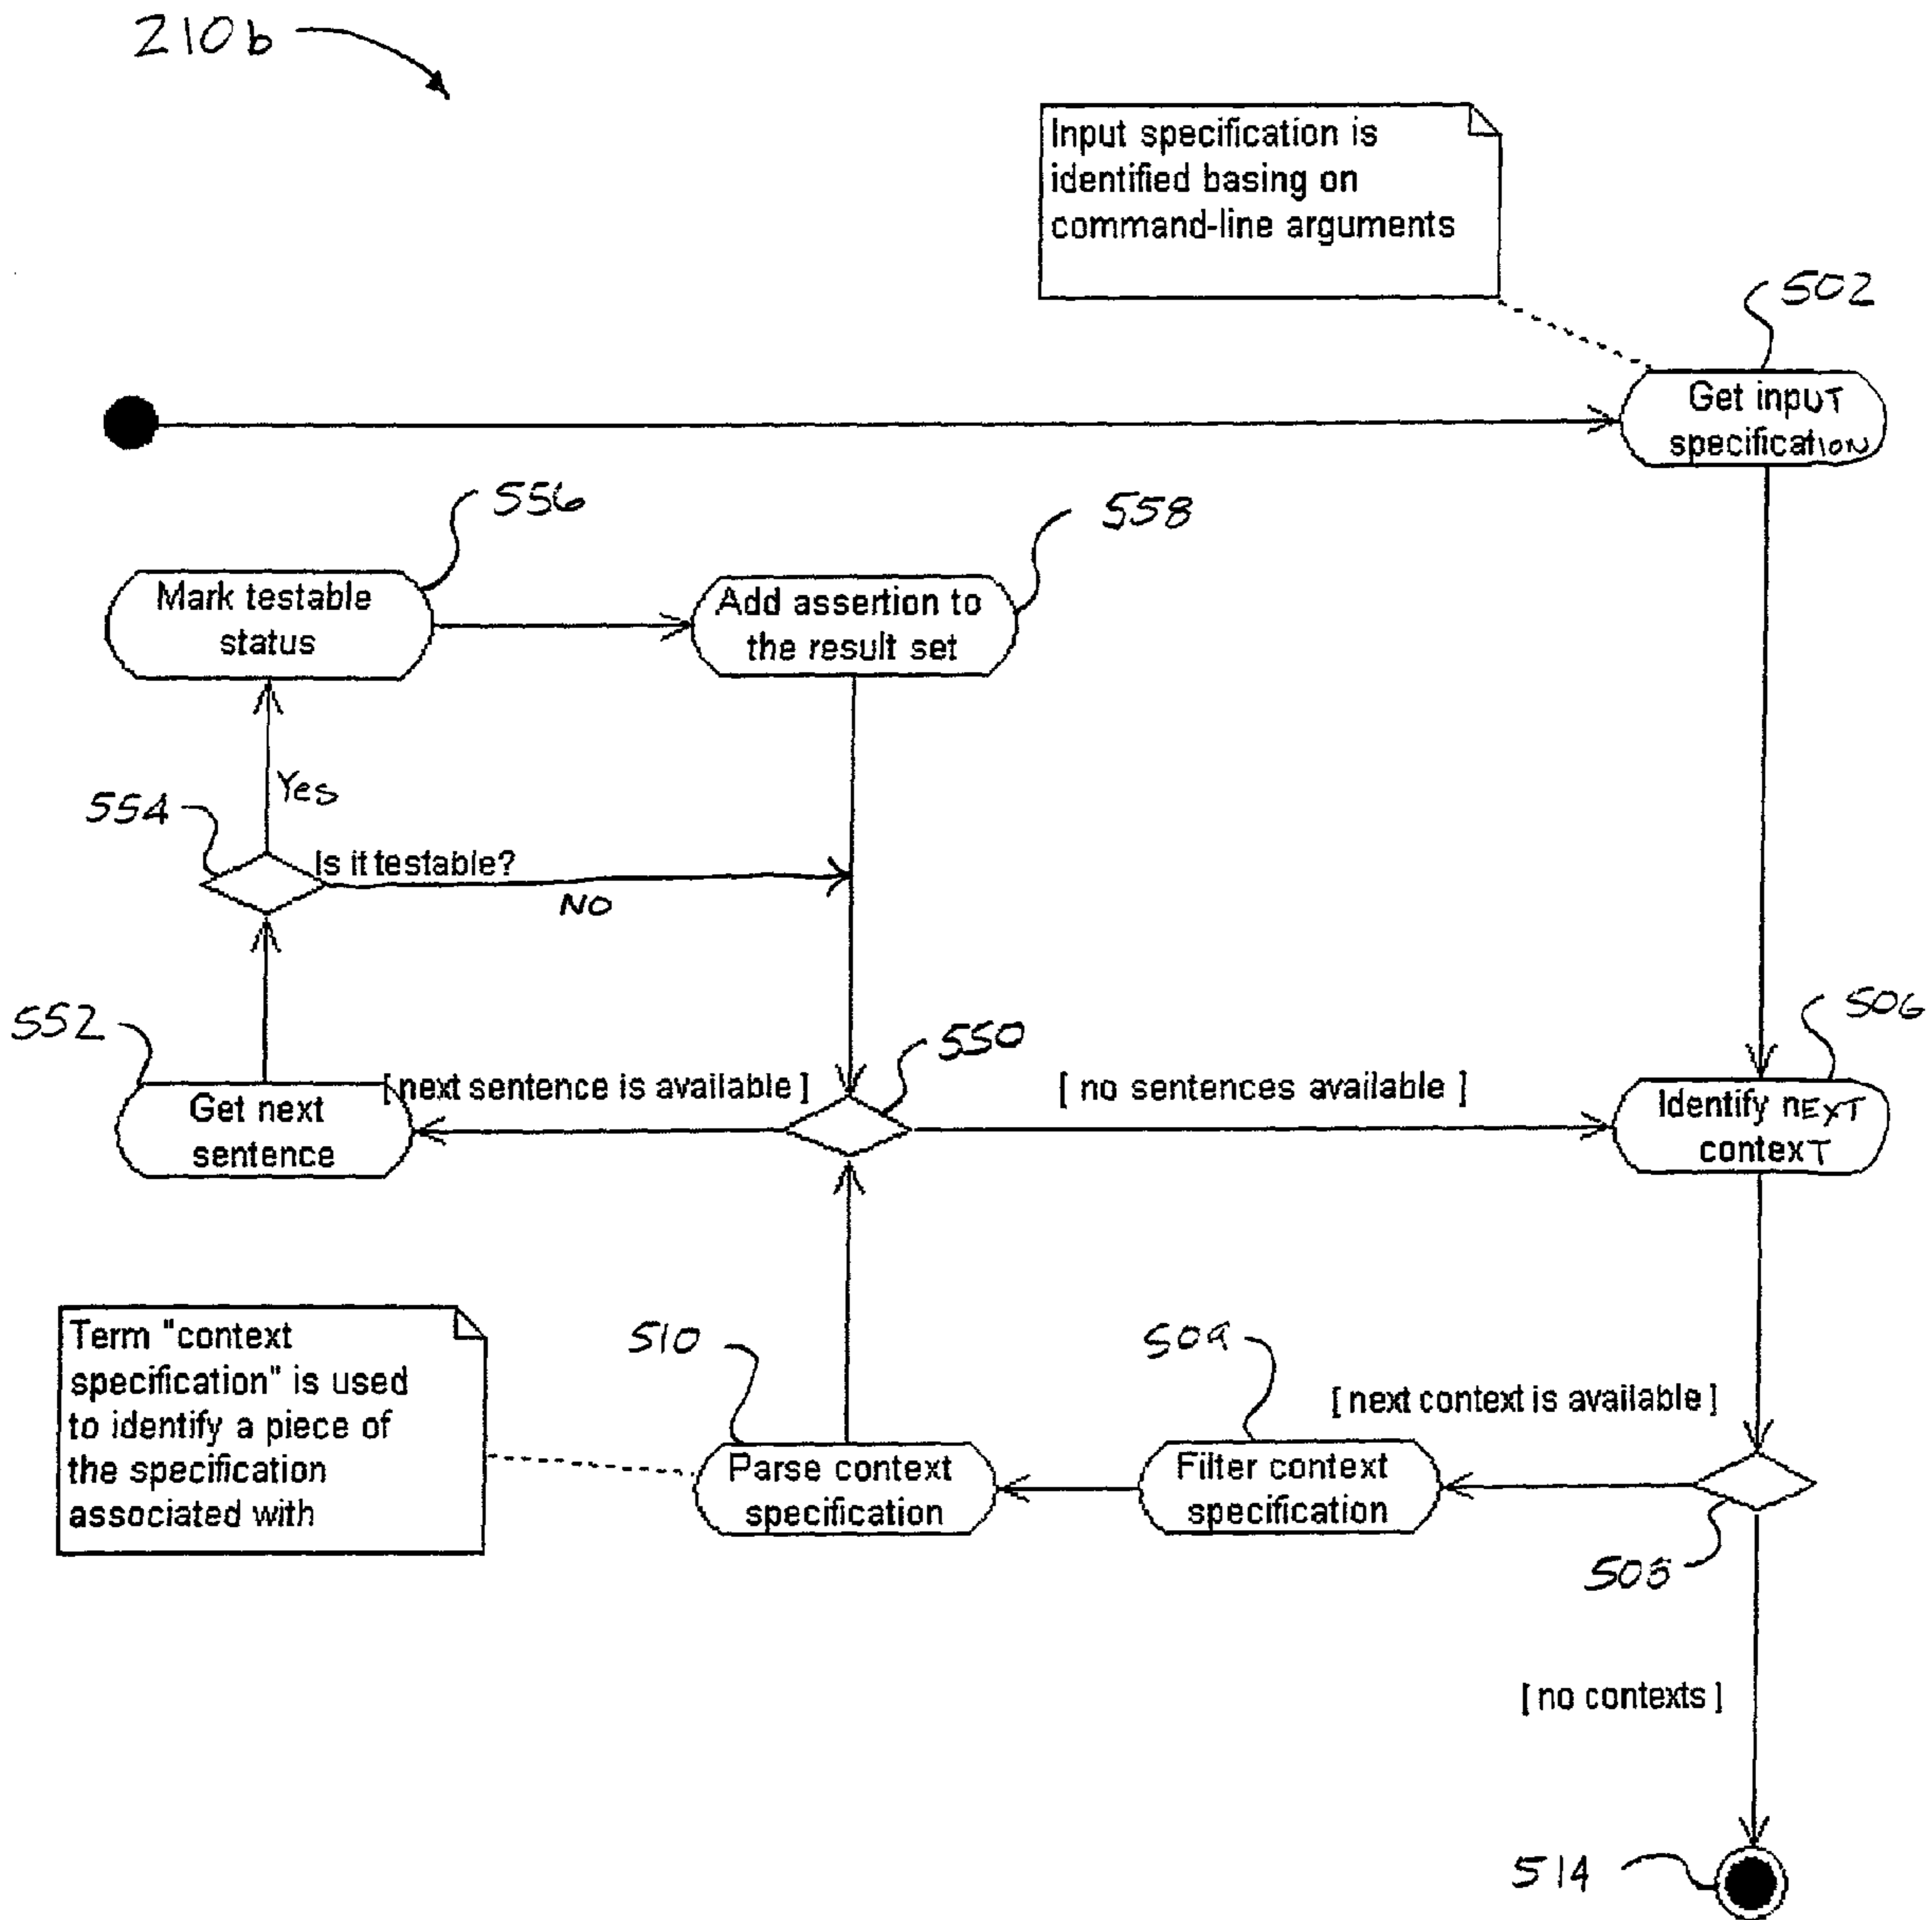 210b
Input specification is
identified basing on
command-line arguments
502
Get input
specification
556
558
Mark testable
status
Add assertion to
the result set
Yes
554
Is it testable?
NO
552
550
506
[ next sentence is available ]
[ no sentences available ]
Get next
sentence
Identify nEXT
contexT
Term "context
specification" is used
to identify a piece of
the specification
associated with
510
509
[ next context is available ]
Parse context
specification
Filter context
specification
508
[ no contexts ]
514